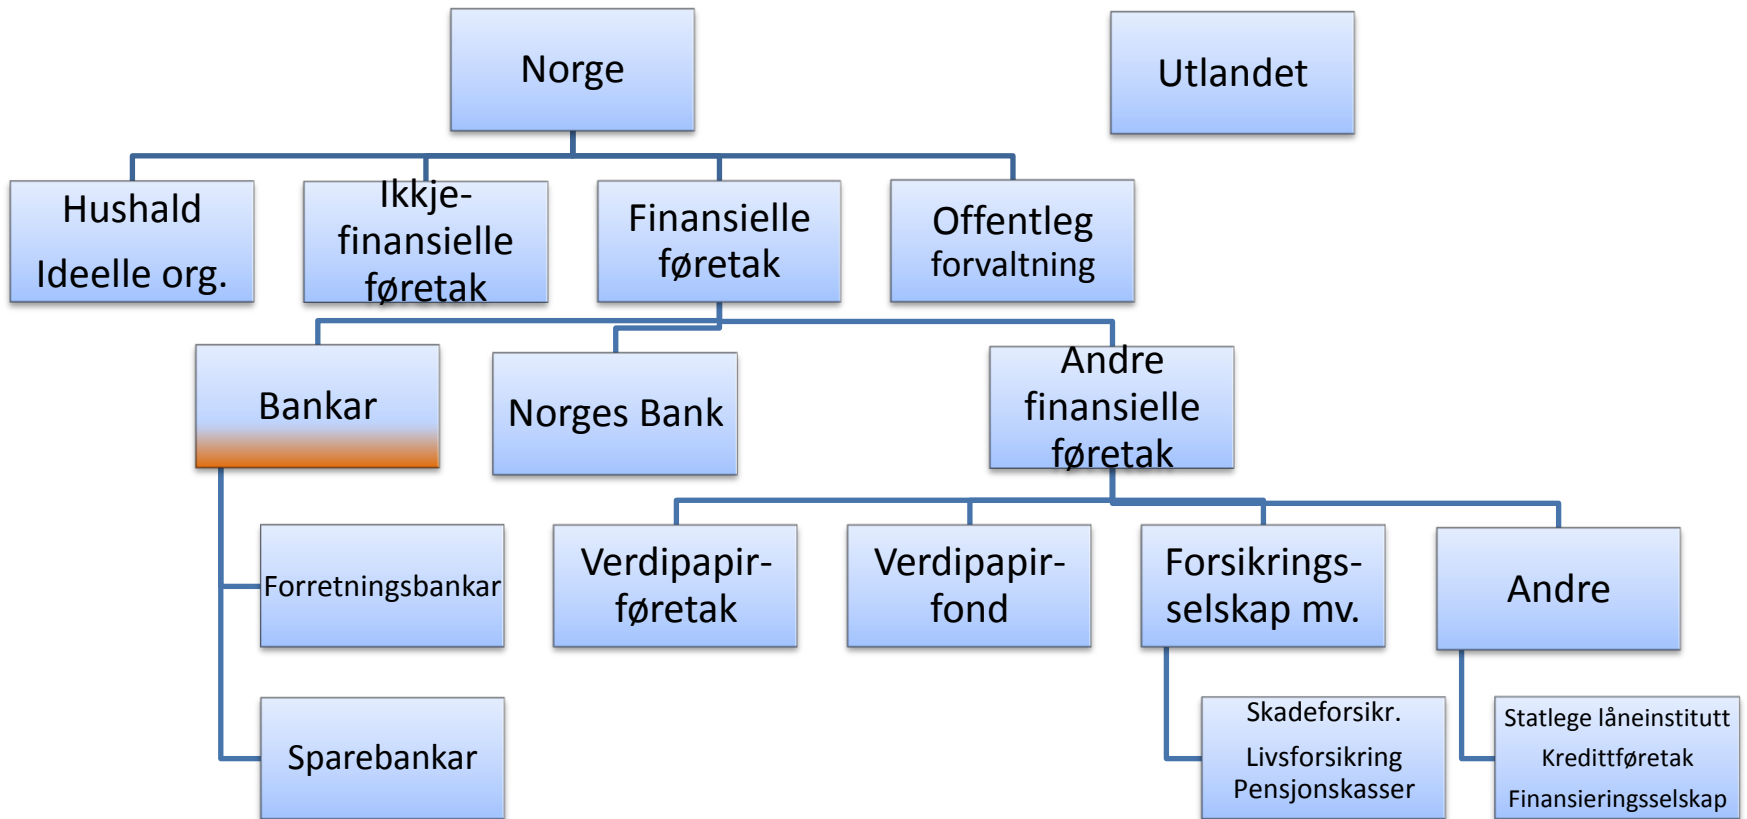 Norge
Utlandet
Hushald
Ideelle org.
Ikkje-
finansielle
føretak
Finansielle
føretak
Offentleg
forvaltning
Bankar
Norges Bank
Andre
finansielle
føretak
Forretningsbankar
Sparebankar
Verdipapir-
føretak
Verdipapir-
fond
Forsikrings-
selskap mv.
Andre
Skadeforsikr.
Livsforsikring
Pensjonskasser
Statlege låneinstitutt
Kredittføretak
Finansieringsselskap